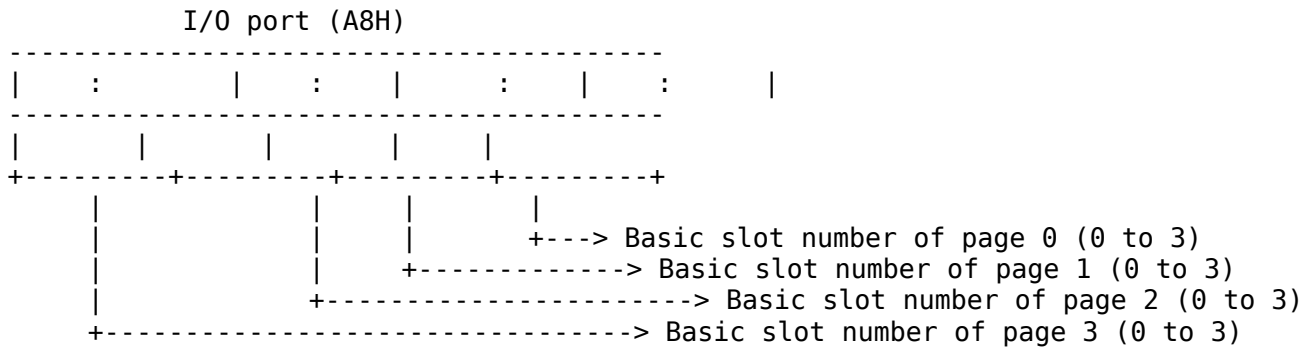 I/O port (A8H)
-----------------------------------------
|    :        |    :    |      :    |    :      |
-----------------------------------------
|       |       |       |     |
+---------+---------+---------+---------+
     |             |     |       |
     |             |     |       +---> Basic slot number of page 0 (0 to 3)
     |             |     +-------------> Basic slot number of page 1 (0 to 3)
     |             +-----------------------> Basic slot number of page 2 (0 to 3)
     +----------------------------------> Basic slot number of page 3 (0 to 3)